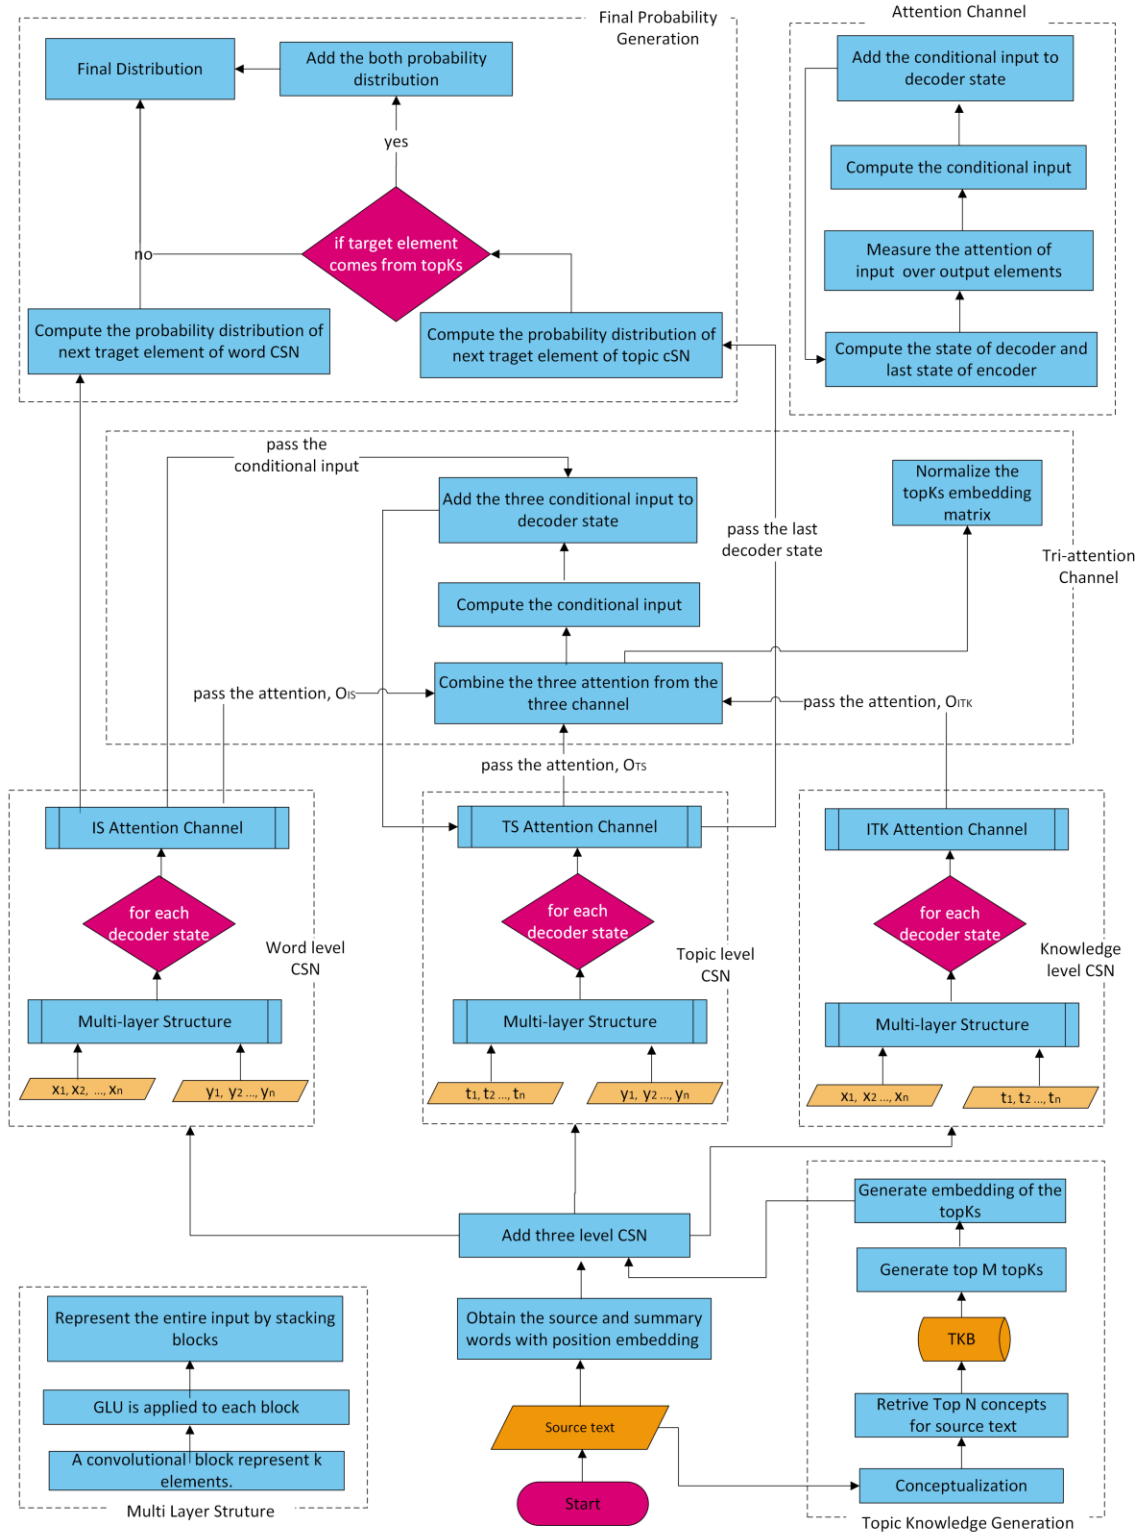 Final Probability
Generation
Final Distribution
Add the both probability
distribution
yes
if target element
comes from topKs
no
Compute the probability distribution of
next traget element of word CSN
Compute the probability distribution of
next traget element of topic cSN
Attention Channel
Add the conditional input to
decoder state
Compute the conditional input
Measure the attention of
input over output elements
Compute the state of decoder and
last state of encoder
pass the
conditional input
Add the three conditional input to
decoder state
Normalize the
topKs embedding
matrix
pass the last
decoder state
Tri-attention
Channel
Compute the conditional input
Combine the three attention from the
three channel
pass the attention, OIS
pass the attention, OITK
pass the attention, OTS
IS Attention Channel
for each
decoder state
Word level
CSN
Multi-layer Structure
x1, x2, ..., xn
y1, y2 ..., yn
TS Attention Channel
for each
decoder state
Topic level
CSN
Multi-layer Structure
t1, t2 ..., tn
y1, y2 ..., yn
ITK Attention Channel
for each
decoder state
Knowledge
level CSN
Multi-layer Structure
x1, x2 ..., xn
t1, t2 ..., tn
Add three level CSN
Obtain the source and summary
words with position embedding
Source text
Start
Generate embedding of the
topKs
Generate top M topKs
TKB
Retrive Top N concepts
for source text
Conceptualization
Topic Knowledge Generation
Represent the entire input by stacking
blocks
GLU is applied to each block
A convolutional block represent k
elements.
Multi Layer Struture